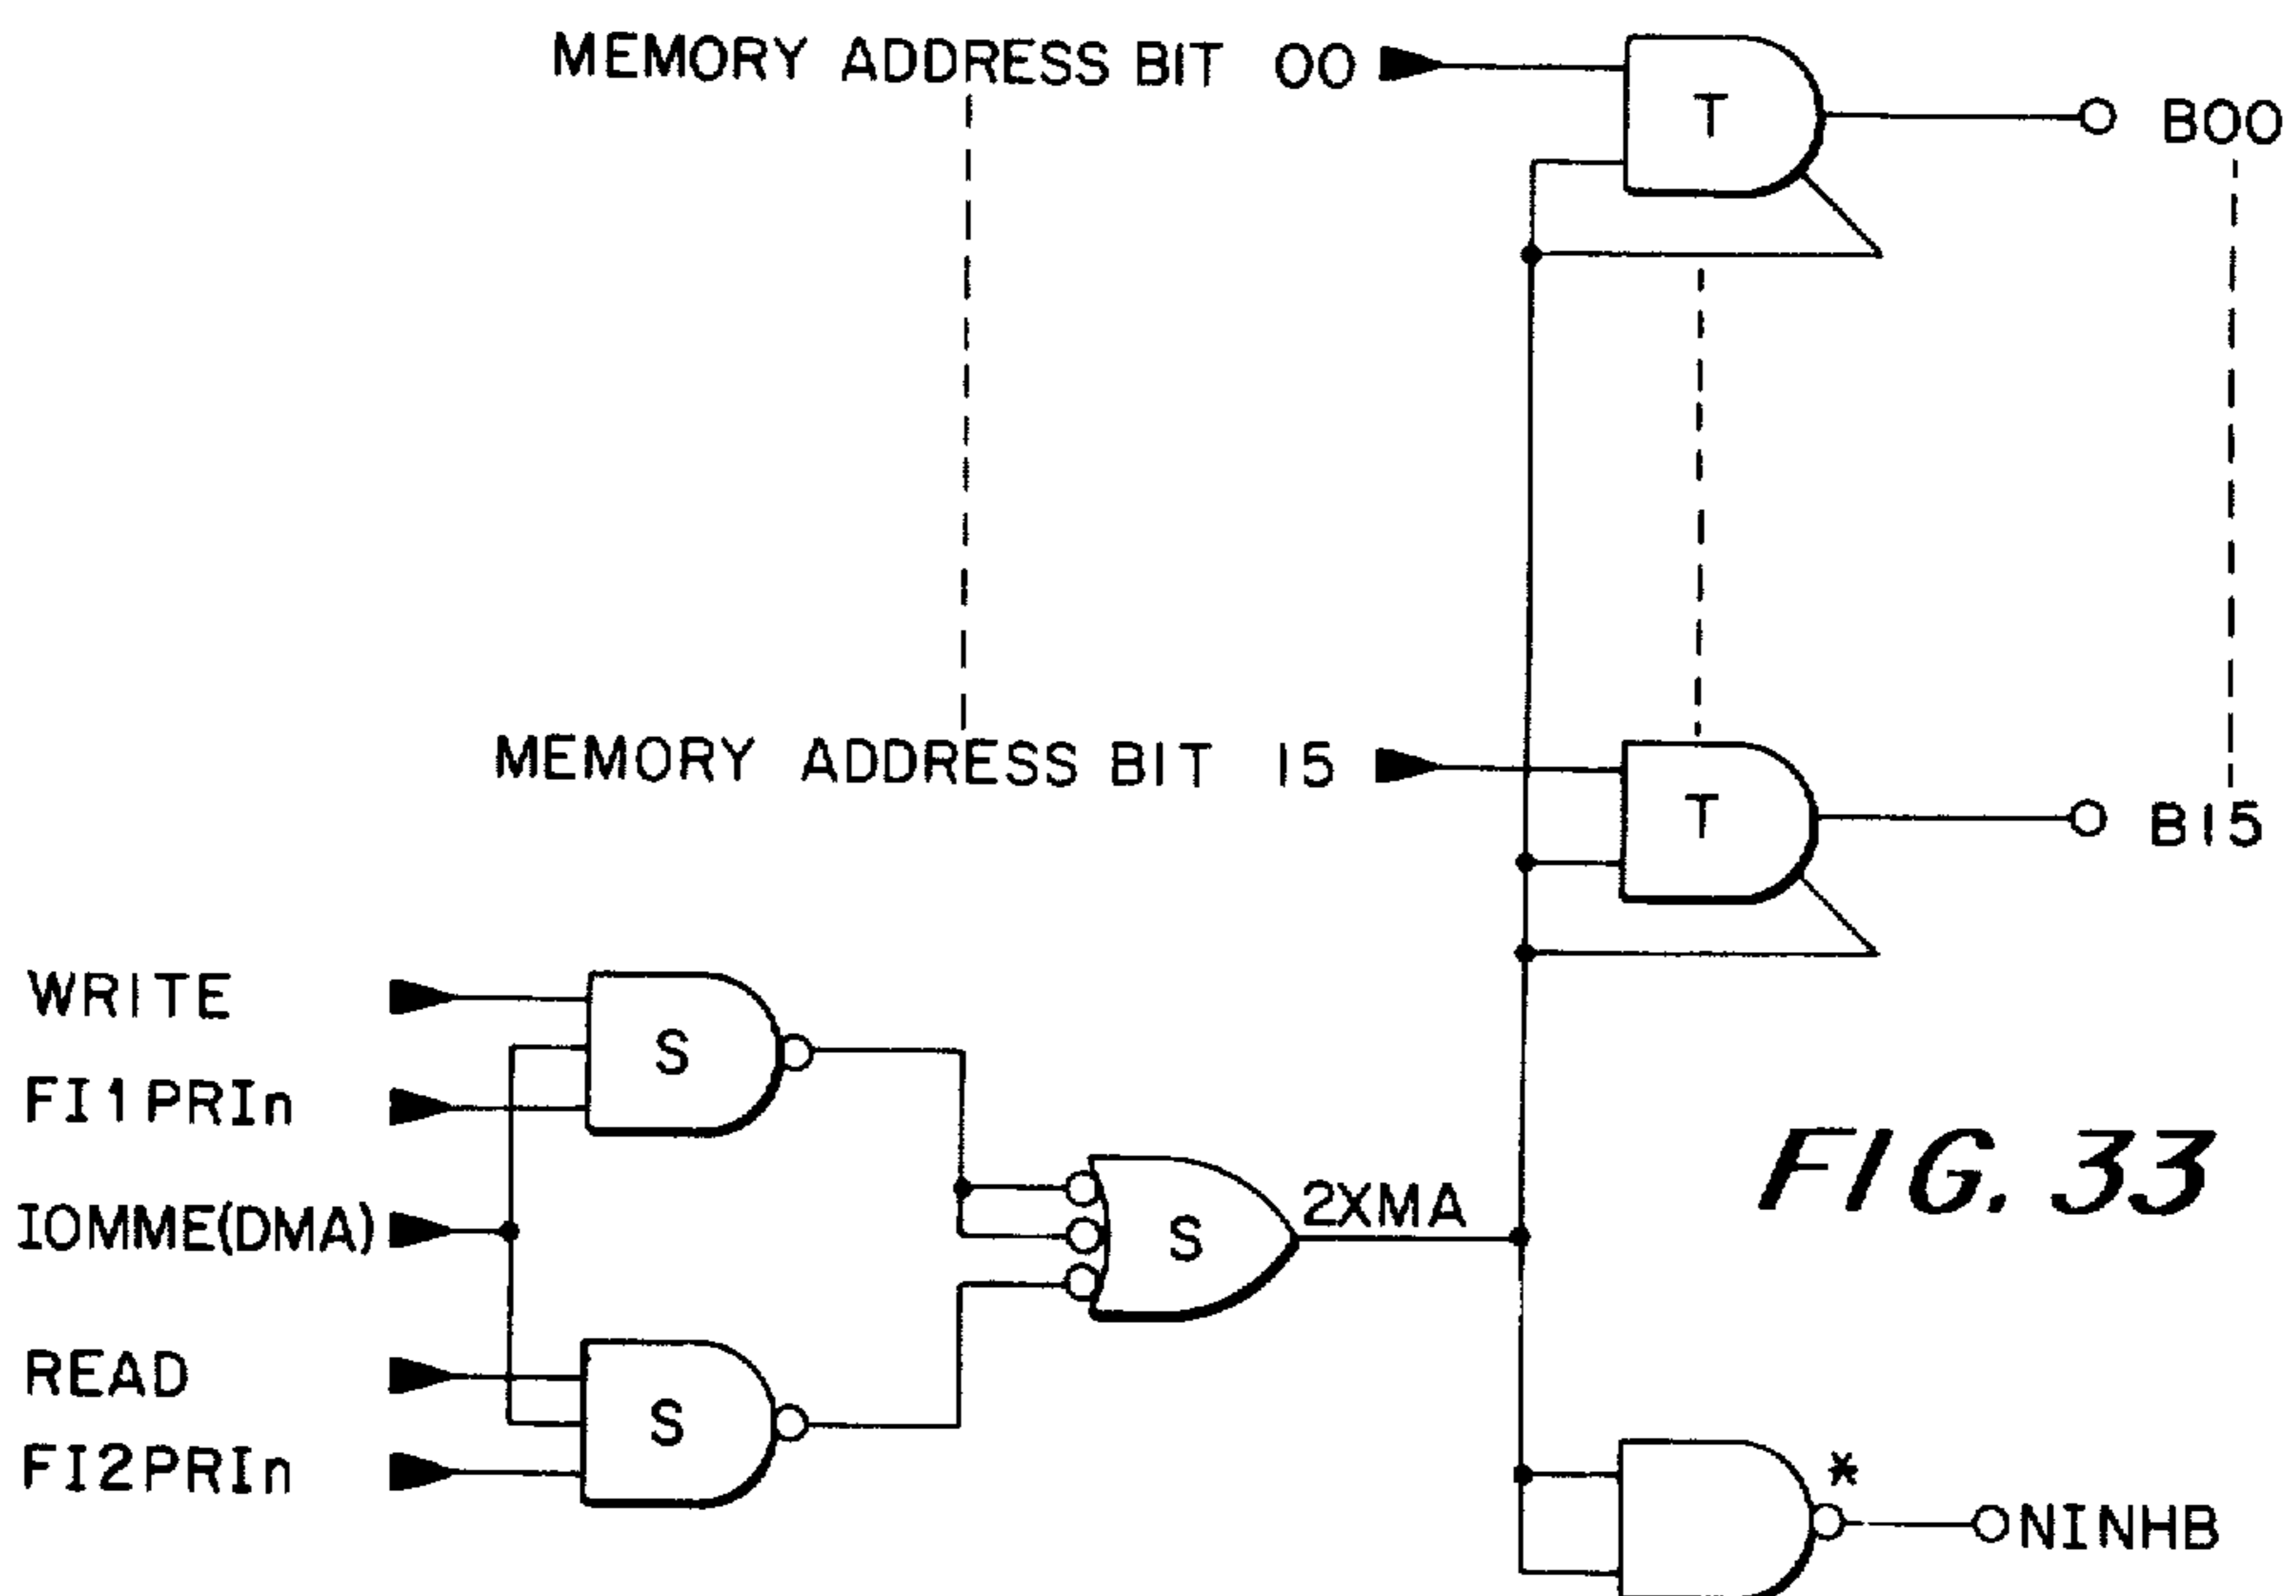 MEMORY ADDRESS BIT 00
T
B00
MEMORY ADDRESS BIT 15
T
B15
WRITE
S
FI1PRIn
IOMME(DMA)
2XMA
S
FIG. 33
READ
S
FI2PRIn
*
NINHB